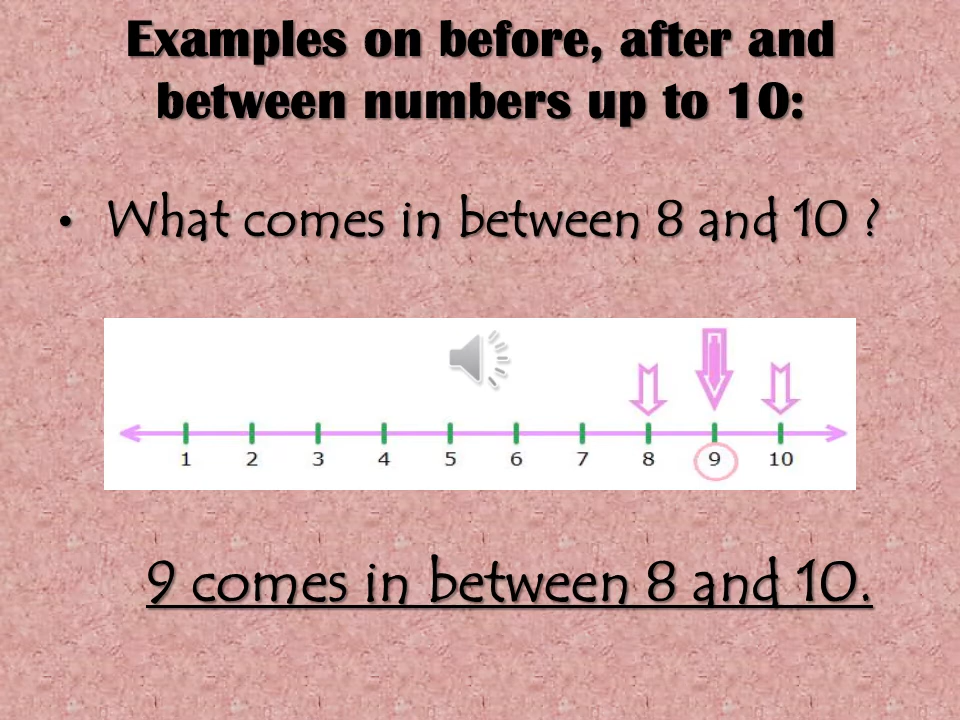 Examples on before, after and
between numbers up to 10:
• What comes in between 8 and 10 ?
1 2 3 4 5 6 7 8 9 10
9 comes in between 8 and 10.